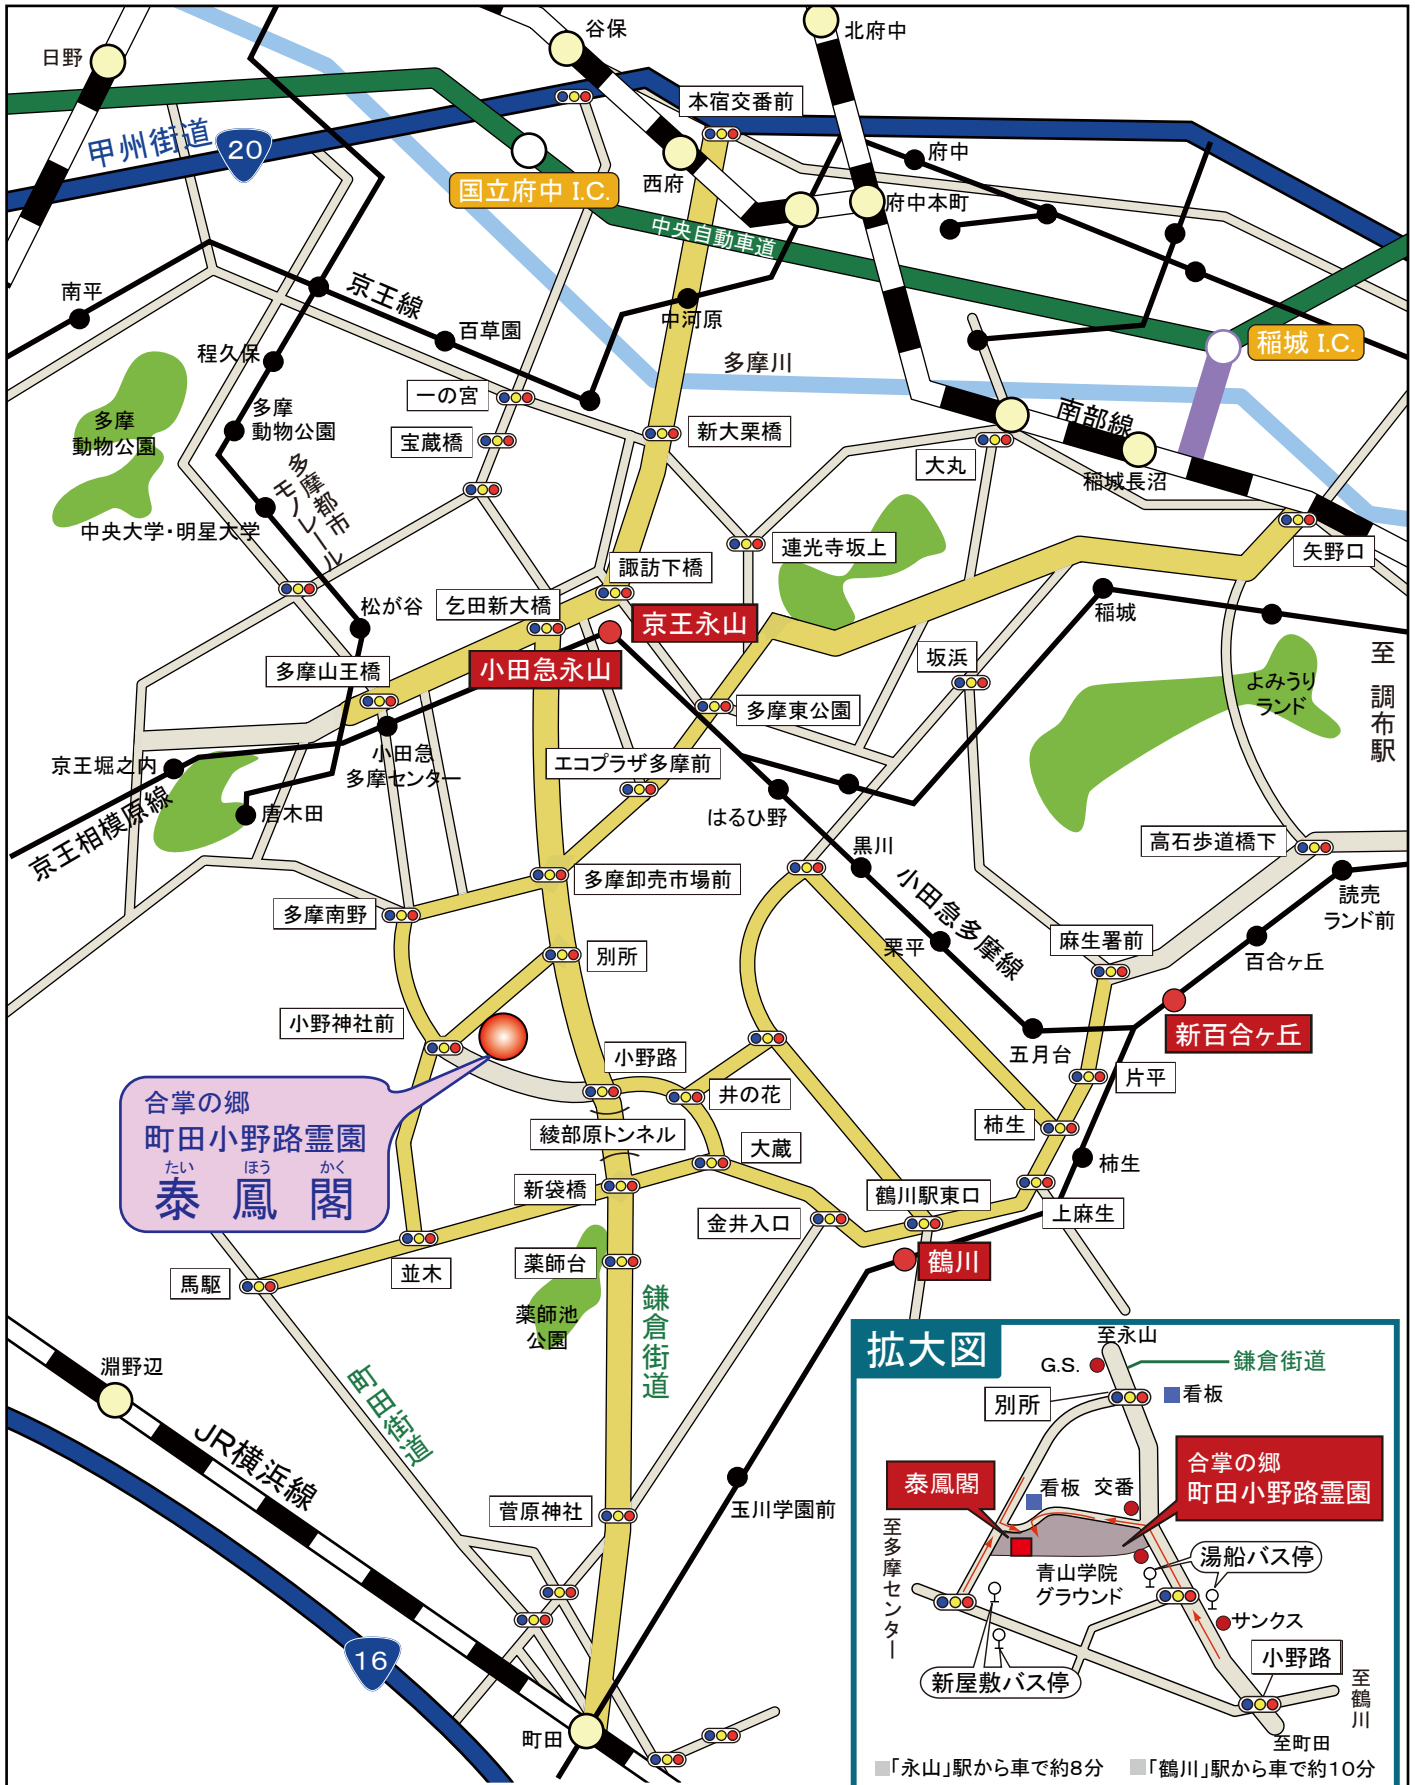 日野
谷保
北府中
本宿交番前
甲州街道
20
西府
府中
国立府中 I.C.
府中本町
中央自動車道
南平
京王線
百草園
中河原
稲城 I.C.
程久保
多摩川
一の宮
多摩
動物公園
多摩
動物公園
宝蔵橋
新大栗橋
南部線
大丸
稲城長沼
多摩都市
モノレール
中央大学・明星大学
連光寺坂上
矢野口
諏訪下橋
松が谷
乞田新大橋
京王永山
稲城
多摩山王橋
小田急永山
坂浜
至 調布駅
よみうり
ランド
多摩東公園
小田急
多摩センター
京王堀之内
エコプラザ多摩前
京王相模原線
唐木田
はるひ野
高石歩道橋下
黒川
多摩卸売市場前
小田急多摩線
読売
ランド前
多摩南野
栗平
麻生署前
別所
百合ヶ丘
小野神社前
新百合ヶ丘
五月台
小野路
片平
合掌の郷
町田小野路霊園
たい ほう かく
泰 鳳 閣
井の花
柿生
綾部原トンネル
大蔵
柿生
新袋橋
鶴川駅東口
金井入口
上麻生
馬駆
並木
薬師台
鶴川
薬師池
公園
鎌倉街道
淵野辺
町田街道
JR横浜線
菅原神社
玉川学園前
16
町田
拡大図
至永山
G.S.
鎌倉街道
別所
看板
泰鳳閣
看板
交番
合掌の郷
町田小野路霊園
至多摩センター
青山学院
グラウンド
湯船バス停
サンクス
新屋敷バス停
小野路
至鶴川
至町田
「永山」駅から車で約8分
「鶴川」駅から車で約10分